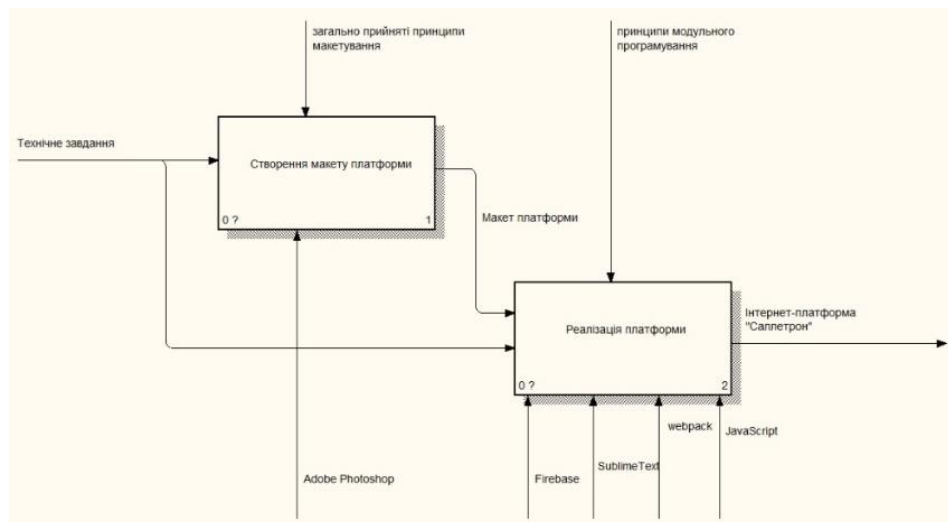 загально прийняті принципи
макетування
принципи модульного
програмування
Технічне завдання
Створення макету платформи
0 ?
1
Макет платформи
Інтернет-платформа
"Саплетрон"
Реалізація платформи
0 ?
2
webpack
JavaScript
SublimeText
Adobe Photoshop
Firebase